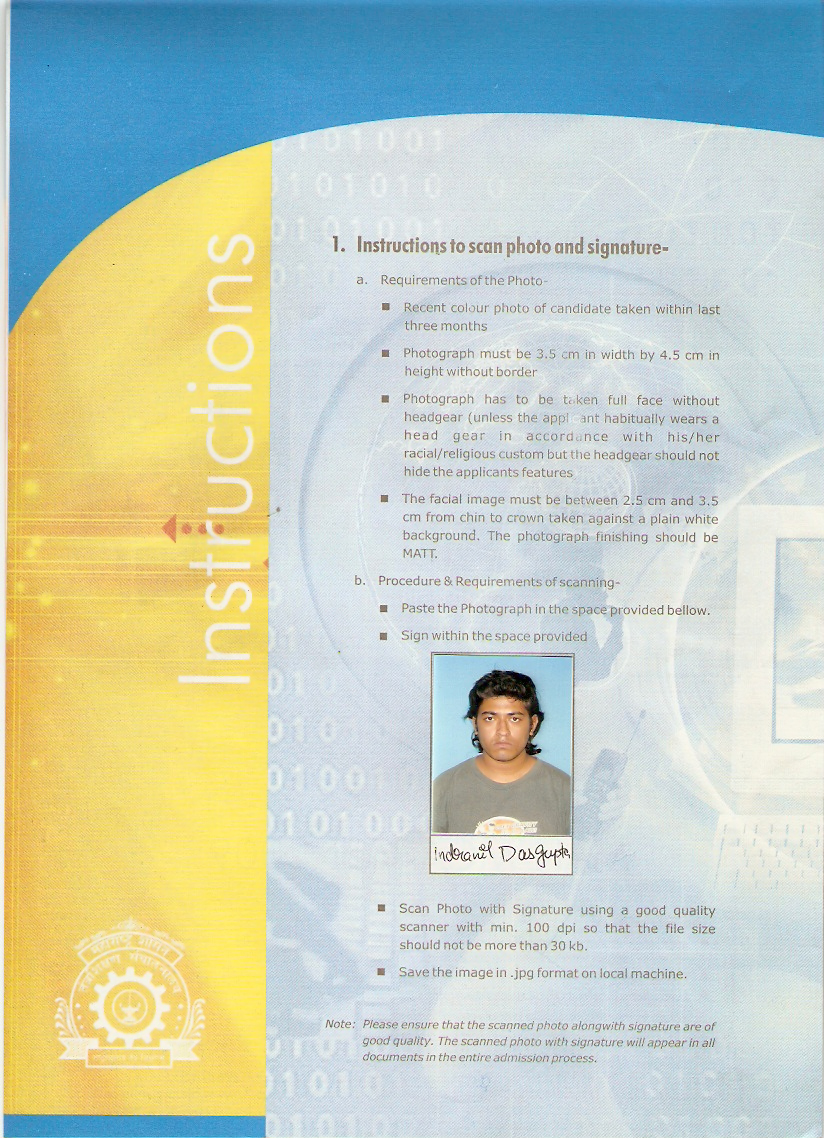 Instructions
1. Instructions to scan photo and signature-
a. Requirements of the Photo-
■ Recent colour photo of candidate taken within last
three months
■ Photograph must be 3.5 cm in width by 4.5 cm in
height without border
■ Photograph has to be taken full face without
headgear (unless the appl ant habitually wears a
head gear in accordance with his/her
racial/religious custom but the headgear should not
hide the applicants features
■ The facial image must be between 2.5 cm and 3.5
cm from chin to crown taken against a plain white
background. The photograph finishing should be
MATT.
b. Procedure & Requirements of scanning-
■ Paste the Photograph in the space provided bellow.
■ Sign within the space provided
indranil Dasgupta
■ Scan Photo with Signature using a good quality
scanner with min. 100 dpi so that the file size
should not be more than 30 kb.
■ Save the image in .jpg format on local machine.
Note: Please ensure that the scanned photo alongwith signature are of
good quality. The scanned photo with signature will appear in all
documents in the entire admission process.
महाराष्ट्र शासन